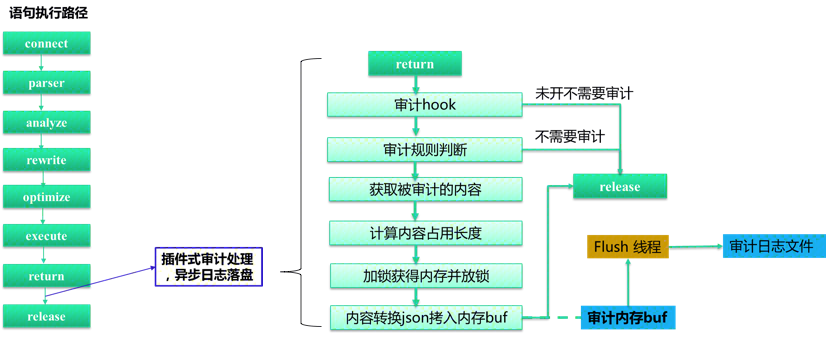 语句执行路径
connect
parser
analyze
rewrite
optimize
execute
return
release
插件式审计处理
，异步日志落盘
return
审计hook
未开不需要审计
审计规则判断
不需要审计
获取被审计的内容
release
计算内容占用长度
Flush 线程
审计日志文件
加锁获得内存并放锁
内容转换json拷入内存buf
审计内存buf